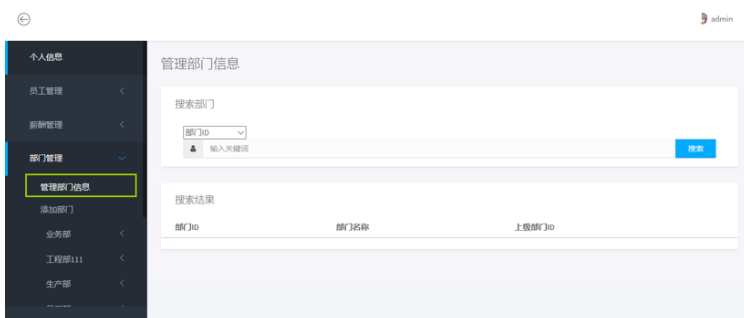 admin
个人信息
员工管理
薪酬管理
部门管理
管理部门信息
添加部门
业务部
工程部111
生产部
管理部门信息
搜索部门
部门ID
输入关键词
搜索
搜索结果
部门ID 部门名称 上级部门ID